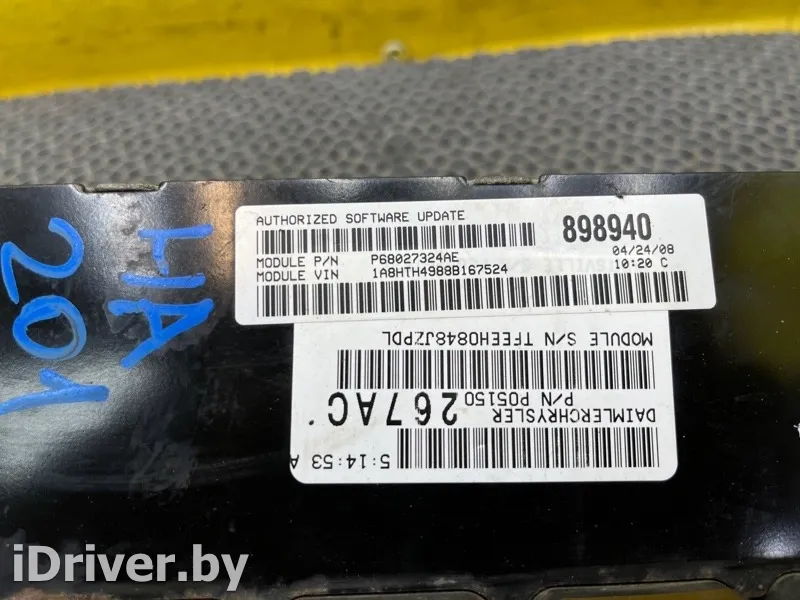 AUTHORIZED SOFTWARE UPDATE
898940
MODULE P/N P68027324AE
04/24/08
MODULE VIN 1A8HTH4988B167524
10:20 C
MODULE S/N TFEEH0848JZPDL
P/N P05150
267AC
DAIMLERCHRYSLER
5:14:53 A
HA
201
iDriver.by